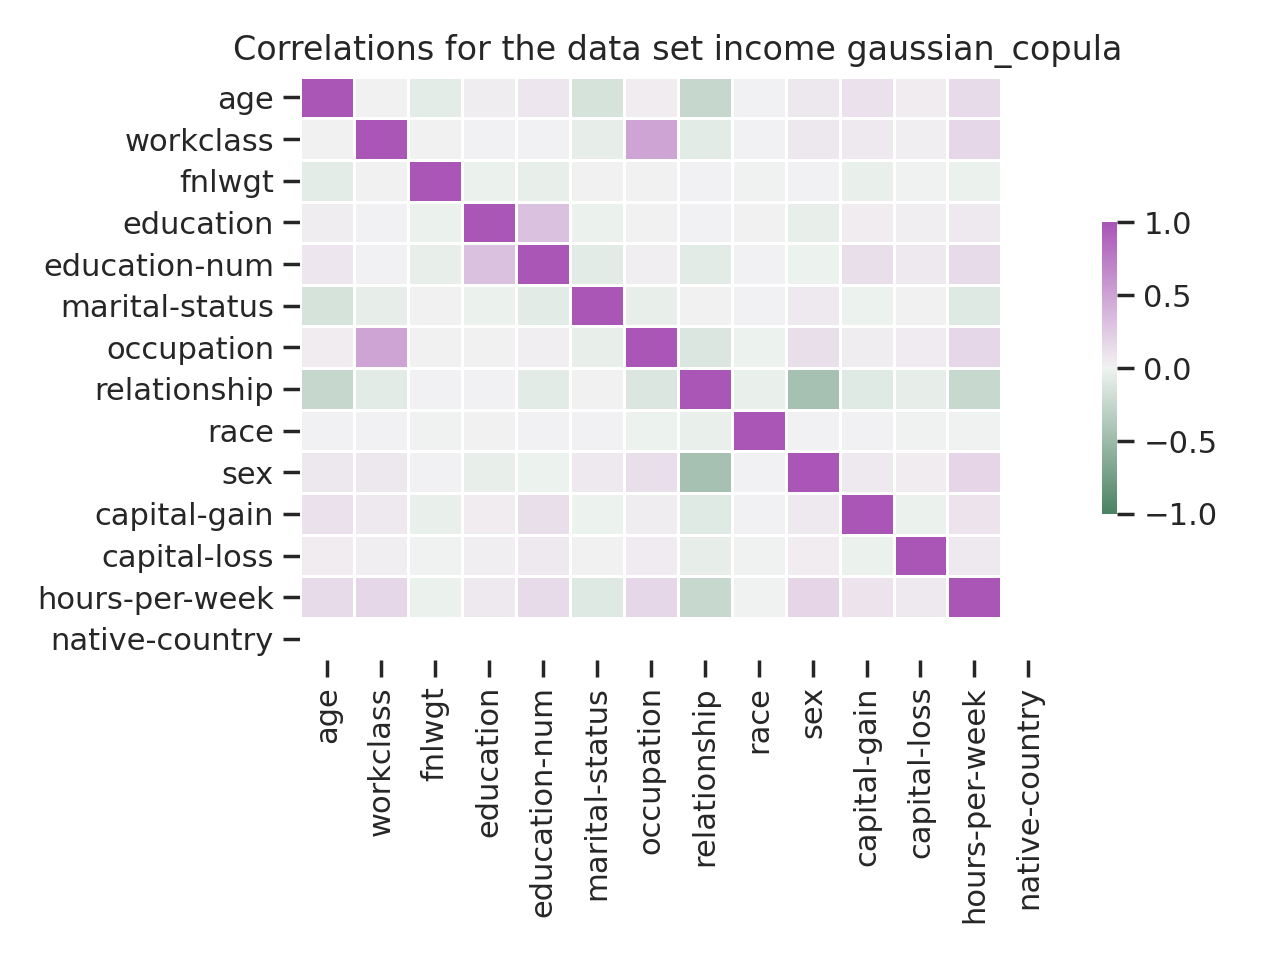 Correlations for the data set income gaussian_copula
age
workclass
fnlwgt
education
education-num
marital-status
occupation
relationship
race
sex
capital-gain
capital-loss
hours-per-week
native-country
age
workclass
fnlwgt
education
education-num
marital-status
occupation
relationship
race
sex
capital-gain
capital-loss
hours-per-week
native-country
1.0
0.5
0.0
−0.5
−1.0